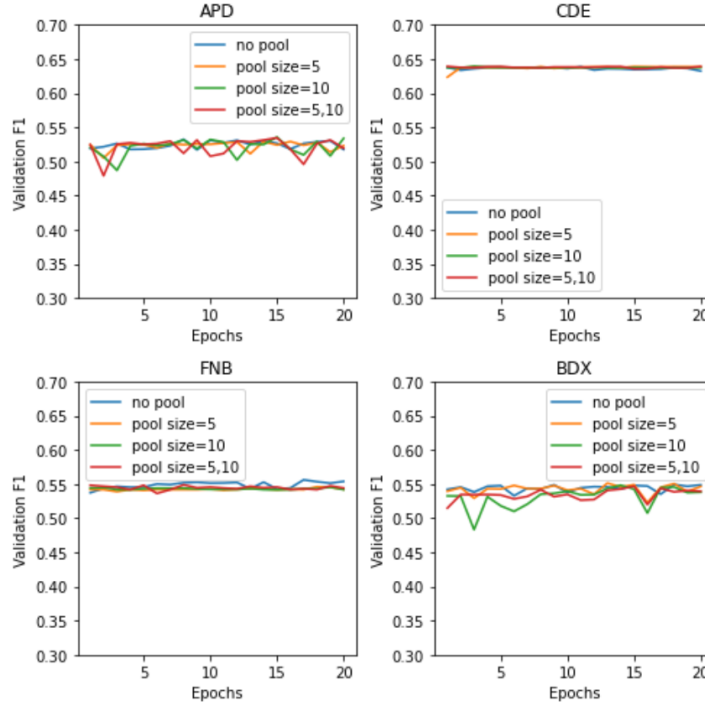 APD
0.70
0.65
0.60
0.55
0.50
0.45
0.40
0.35
0.30
Validation F1
no pool
pool size=5
pool size=10
pool size=5,10
5
10
15
20
Epochs
CDE
0.70
0.65
0.60
0.55
0.50
0.45
0.40
0.35
0.30
Validation F1
no pool
pool size=5
pool size=10
pool size=5,10
5
10
15
20
Epochs
FNB
0.70
0.65
0.60
0.55
0.50
0.45
0.40
0.35
0.30
Validation F1
no pool
pool size=5
pool size=10
pool size=5,10
5
10
15
20
Epochs
BDX
0.70
0.65
0.60
0.55
0.50
0.45
0.40
0.35
0.30
Validation F1
no pool
pool size=5
pool size=10
pool size=5,10
5
10
15
20
Epochs